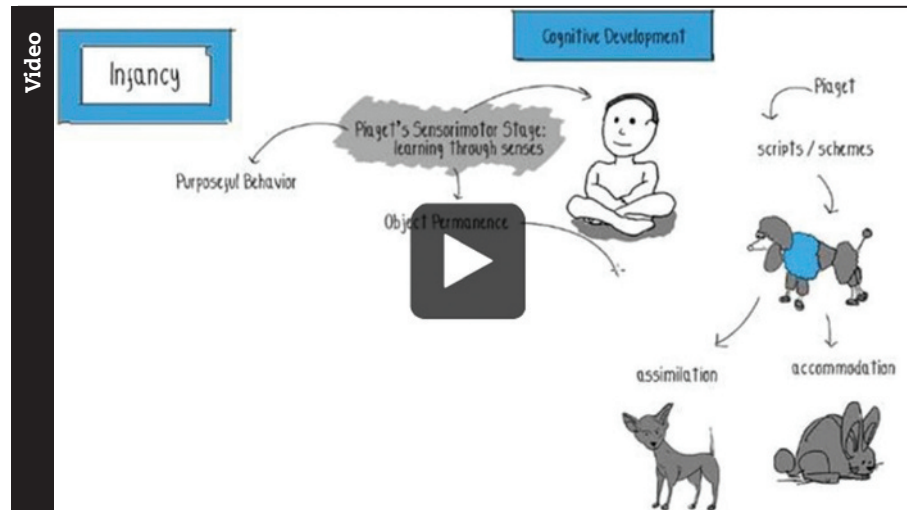 Video
Infancy
Cognitive Development
Piaget's Sensorimotor Stage:
learning through senses
Purposeful Behavior
Object Permanence
Piaget
scripts / schemes
assimilation
accommodation